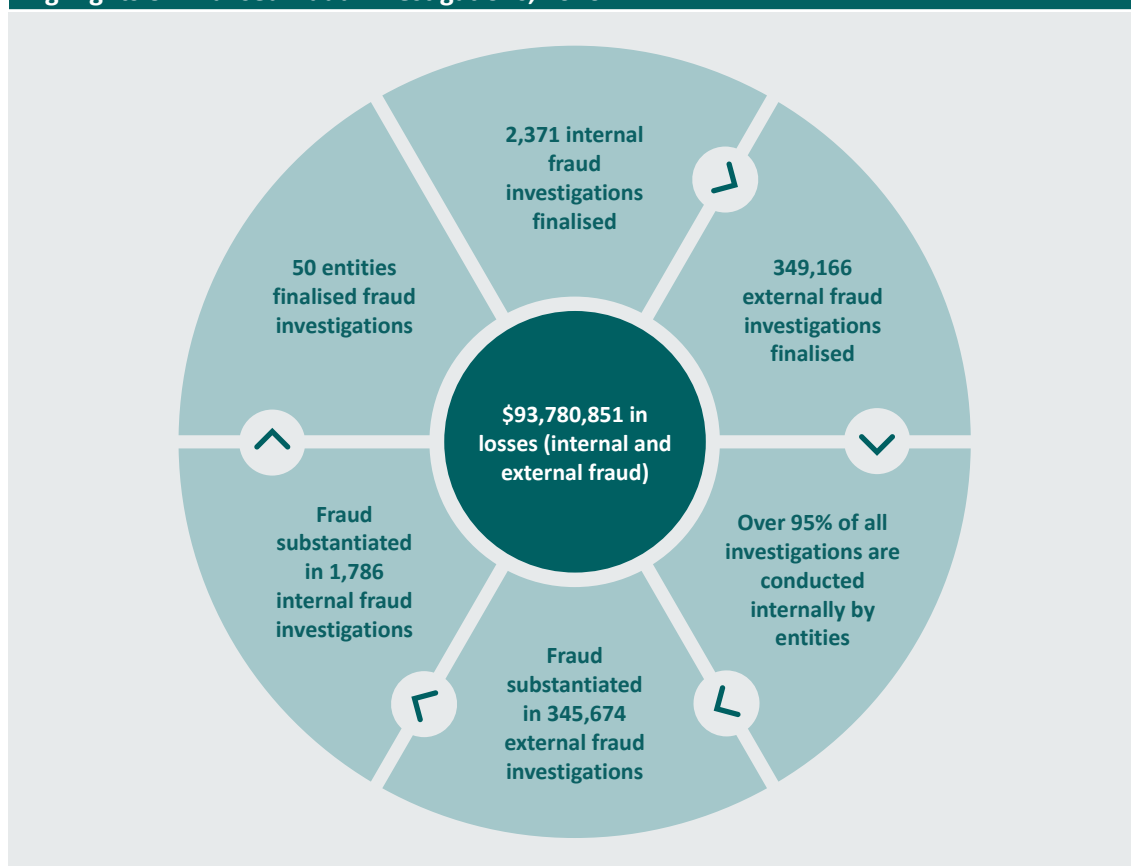 2,371 internal
fraud
investigations
finalised
349,166
external fraud
investigations
finalised
Over 95% of all
investigations are
conducted
internally by
entities
Fraud
substantiated
in 345,674
external fraud
investigations
Fraud
substantiated
in 1,786
internal fraud
investigations
50 entities
finalised fraud
investigations
$93,780,851 in
losses (internal and
external fraud)